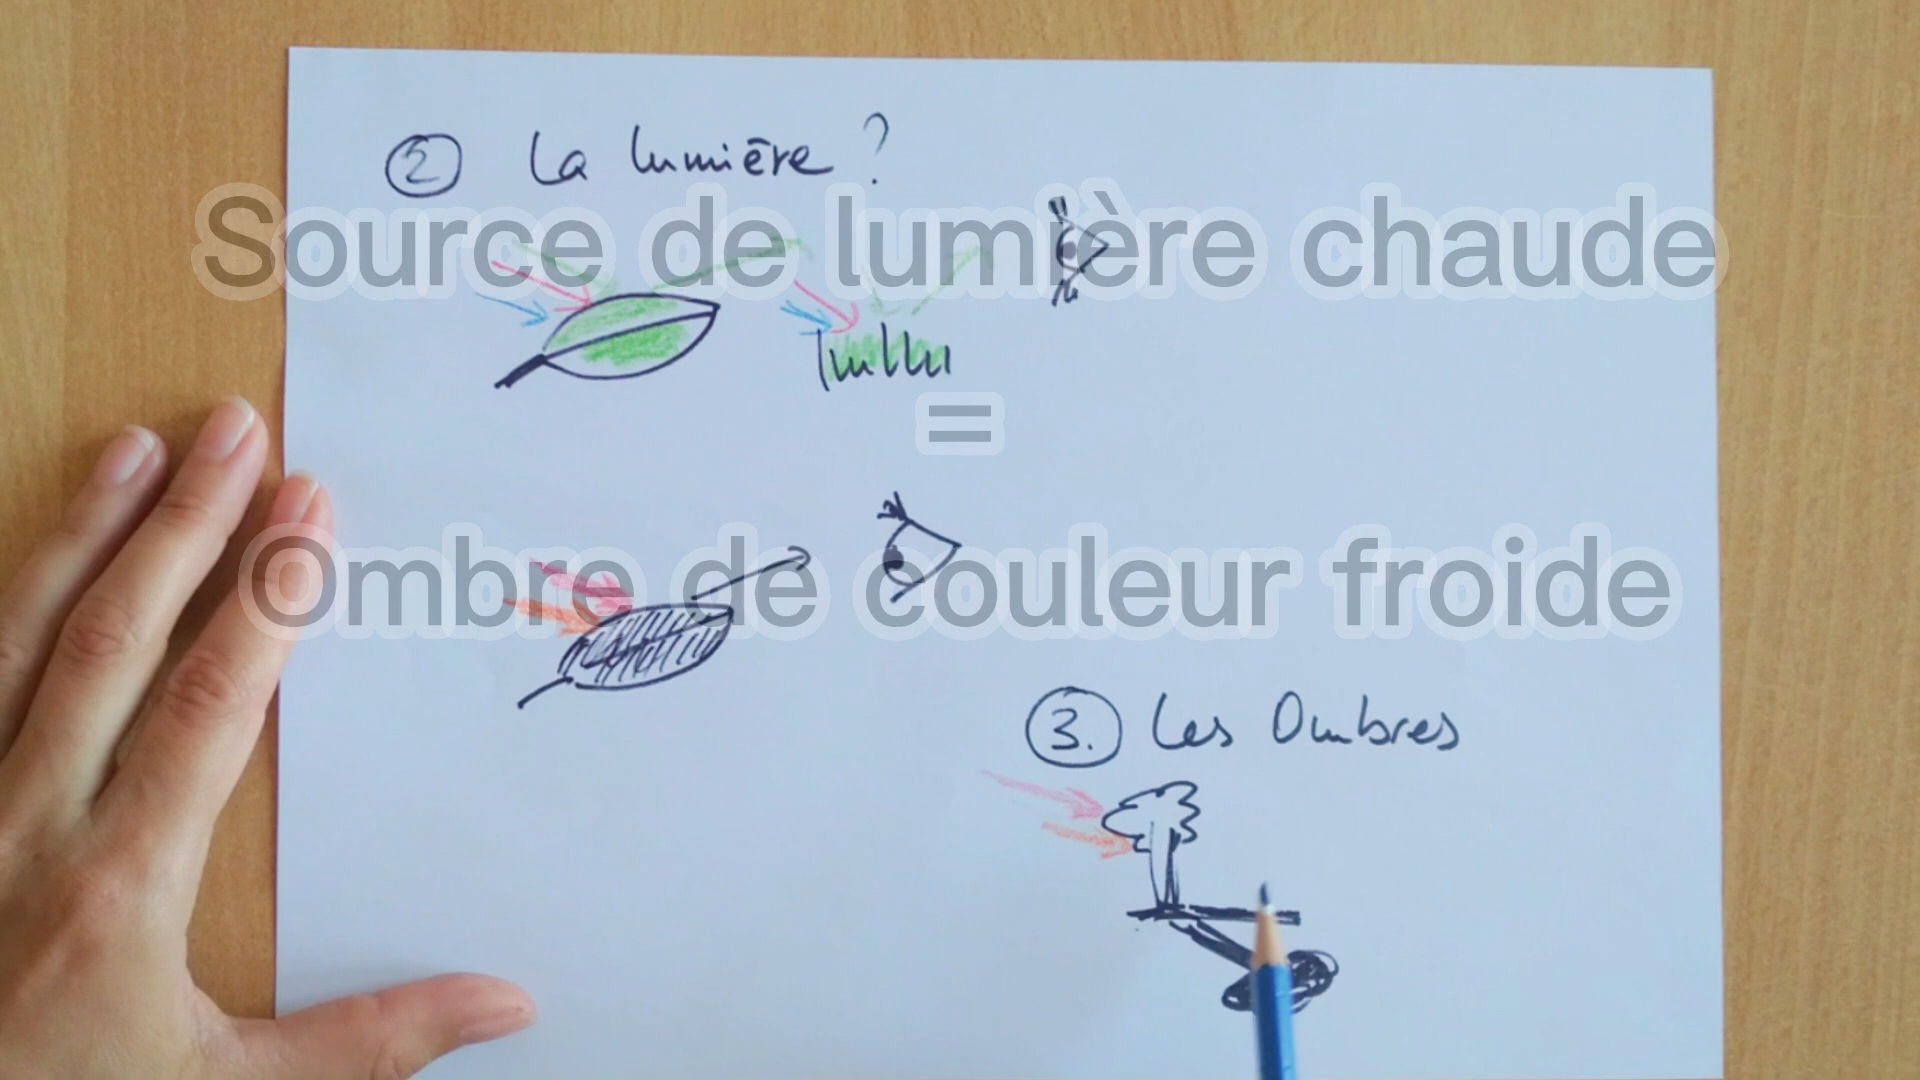 ② La lumière ?
Source de lumière chaude
=
Ombre de couleur froide
③. Les Ombres